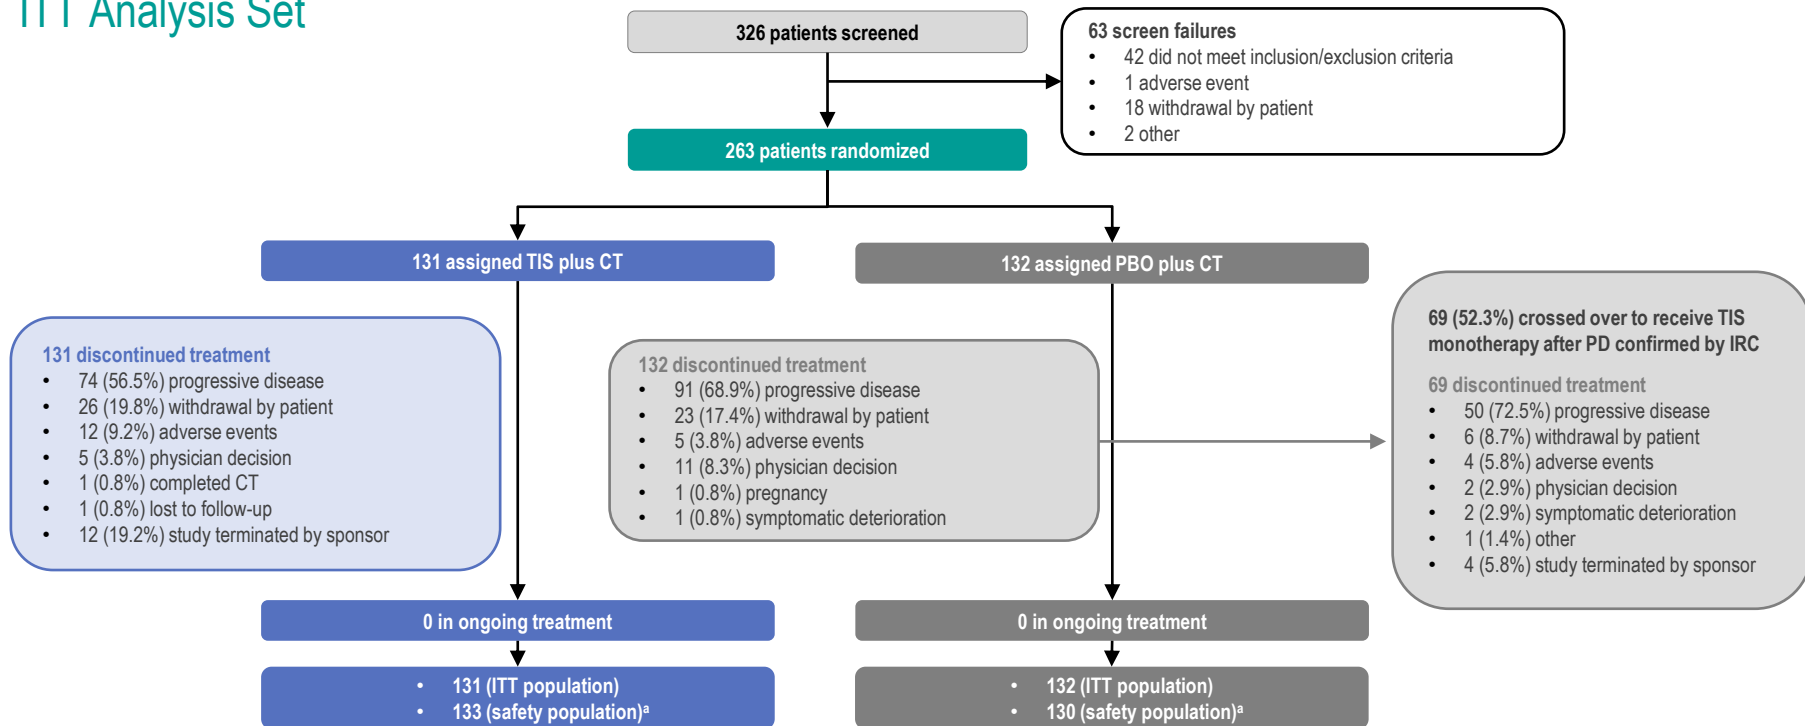 ITT Analysis Set
326 patients screened
63 screen failures
• 42 did not meet inclusion/exclusion criteria
• 1 adverse event
• 18 withdrawal by patient
• 2 other
263 patients randomized
131 assigned TIS plus CT
132 assigned PBO plus CT
131 discontinued treatment
• 74 (56.5%) progressive disease
• 26 (19.8%) withdrawal by patient
• 12 (9.2%) adverse events
• 5 (3.8%) physician decision
• 1 (0.8%) completed CT
• 1 (0.8%) lost to follow-up
• 12 (19.2%) study terminated by sponsor
132 discontinued treatment
• 91 (68.9%) progressive disease
• 23 (17.4%) withdrawal by patient
• 5 (3.8%) adverse events
• 11 (8.3%) physician decision
• 1 (0.8%) pregnancy
• 1 (0.8%) symptomatic deterioration
69 (52.3%) crossed over to receive TIS
monotherapy after PD confirmed by IRC
69 discontinued treatment
• 50 (72.5%) progressive disease
• 6 (8.7%) withdrawal by patient
• 4 (5.8%) adverse events
• 2 (2.9%) physician decision
• 2 (2.9%) symptomatic deterioration
• 1 (1.4%) other
• 4 (5.8%) study terminated by sponsor
0 in ongoing treatment
0 in ongoing treatment
• 131 (ITT population)
• 133 (safety population)ᵃ
• 132 (ITT population)
• 130 (safety population)ᵃ